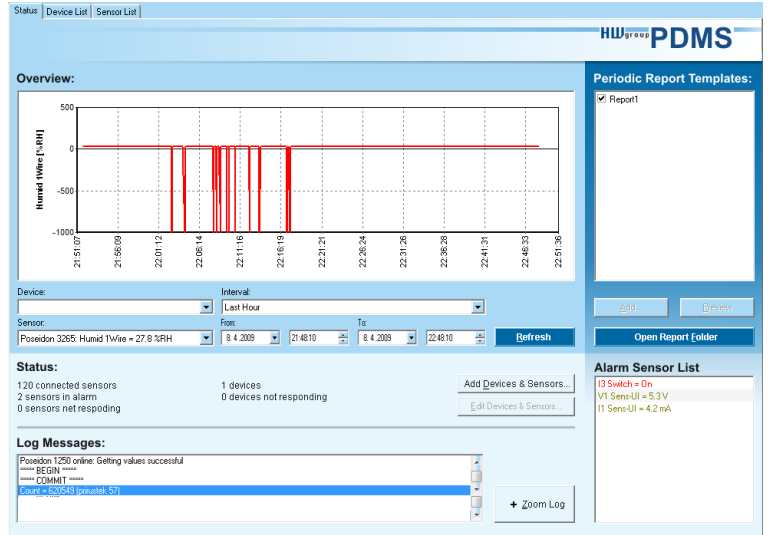 Status Device List Sensor List
HWgroup PDMS
Overview:
Periodic Report Templates:
Report1
500
0
-500
-1000
Humid 1Wire [%RH]
21:51:07
21:56:09
22:01:12
22:06:14
22:11:16
22:16:19
22:21:21
22:26:24
22:31:26
22:36:28
22:41:31
22:46:33
22:51:36
Device:
Interval:
Last Hour
Sensor:
From:
To:
Poseidon 3265: Humid 1Wire = 27.8 %RH
8. 4. 2009
21:48:10
8. 4. 2009
22:48:10
Refresh
Add...
Preview
Open Report Folder
Status:
120 connected sensors
2 sensors in alarm
0 sensors net respoding
1 devices
0 devices not responding
Add Devices & Sensors...
Edit Devices & Sensors...
Alarm Sensor List
I3 Switch = On
V1 Sens-UI = 5.3 V
I1 Sens-UI = 4.2 mA
Log Messages:
Poseidon 1250 online: Getting values successful
===== BEGIN =====
===== COMMIT =====
Count = 620549 (prirustek 57)
+ Zoom Log